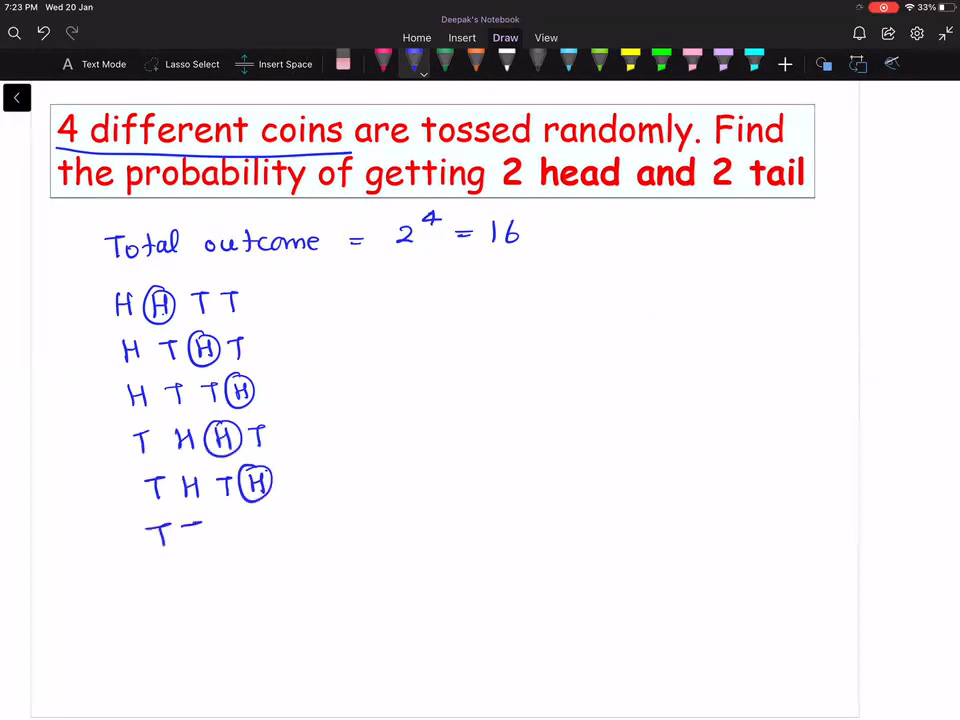 7:23 PM Wed 20 Jan
33%
Deepak's Notebook
Home Insert Draw View
Text Mode Lasso Select Insert Space
4 different coins are tossed randomly. Find
the probability of getting 2 head and 2 tail
Total outcome = 2⁴ = 16
H H T T
H T H T
H T T H
T H H T
T H T H
T T